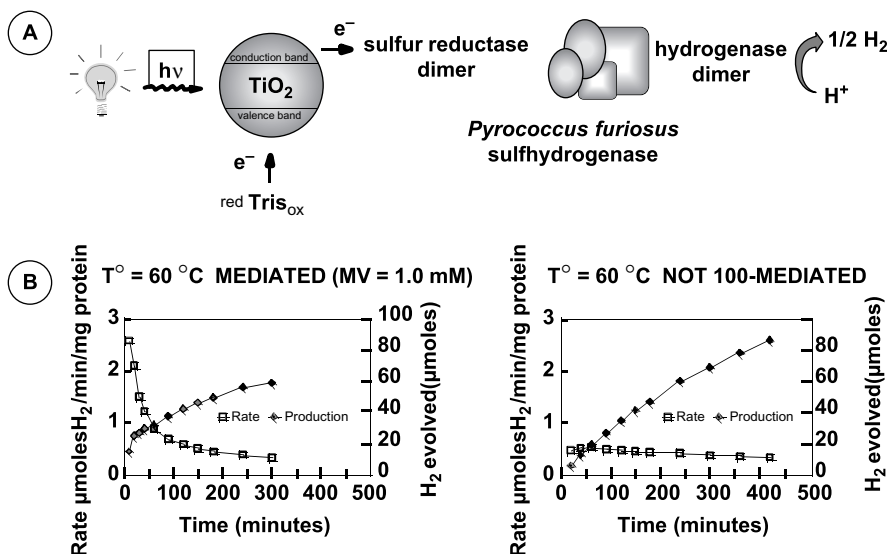 A
hν
conduction band
TiO2
valence band
e−
sulfur reductase
dimer
hydrogenase
dimer
1/2 H2
H+
Pyrococcus furiosus
sulfhydrogenase
e−
red Trisox
B
T° = 60 °C MEDIATED (MV = 1.0 mM)
Rate μmolesH2/min/mg protein
3
2
1
0
100
80
60
40
20
0
H2 evolved(μmoles)
Rate
Production
0
100
200
300
400
500
Time (minutes)
T° = 60 °C NOT 100-MEDIATED
Rate μmolesH2/min/mg protein
3
2
1
0
80
60
40
20
0
H2 evolved(μmoles)
Rate
Production
0
100
200
300
400
500
Time (minutes)